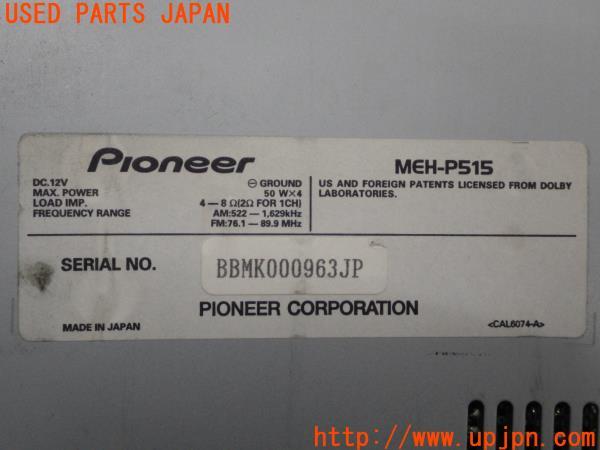 USED PARTS JAPAN
Pioneer
MEH-P515
DC.12V ⊖ GROUND
MAX. POWER 50 W×4
LOAD IMP. 4 — 8 Ω(2Ω FOR 1CH)
FREQUENCY RANGE AM:522 — 1,629kHz
FM:76.1 — 89.9 MHz
US AND FOREIGN PATENTS LICENSED FROM DOLBY
LABORATORIES.
SERIAL NO. BBMK000963JP
PIONEER CORPORATION
MADE IN JAPAN
<CAL6074-A>
http://www.upjpn.com/